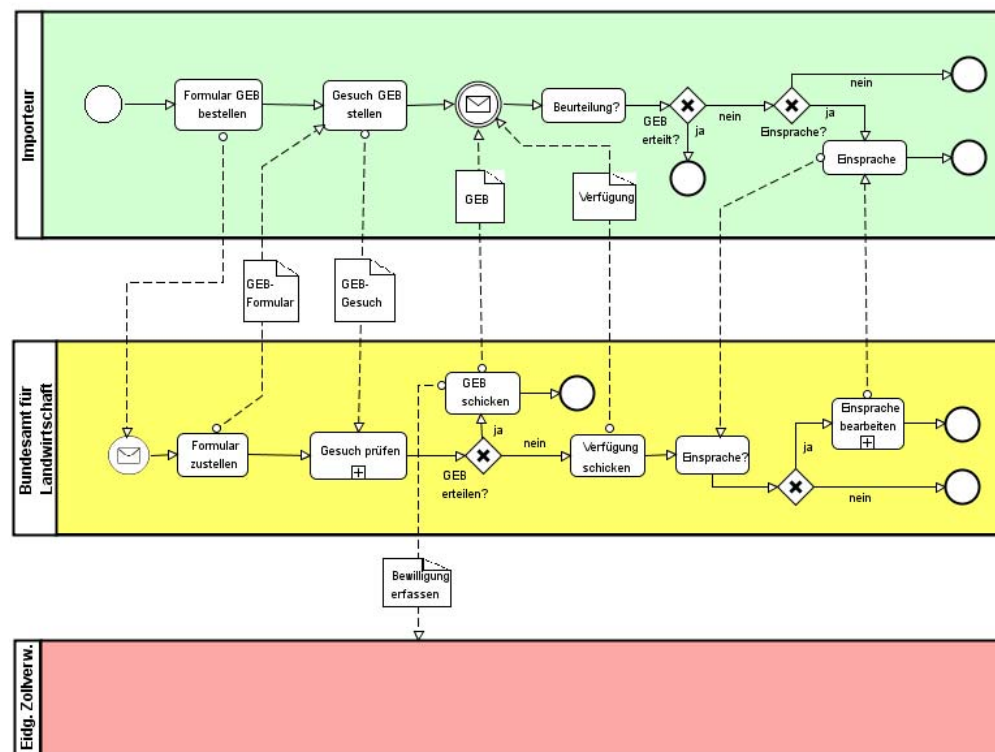 Importeur
Formular GEB
bestellen
Gesuch GEB
stellen
Beurteilung?
GEB
erteilt?
ja
nein
Einsprache?
nein
ja
Einsprache
GEB
Verfügung
GEB-
Formular
GEB-
Gesuch
Bundesamt für
Landwirtschaft
Formular
zustellen
Gesuch prüfen
GEB
schicken
ja
GEB
erteilen?
nein
Verfügung
schicken
Einsprache?
ja
nein
Einsprache
bearbeiten
Bewilligung
erfassen
Eidg. Zollverw.